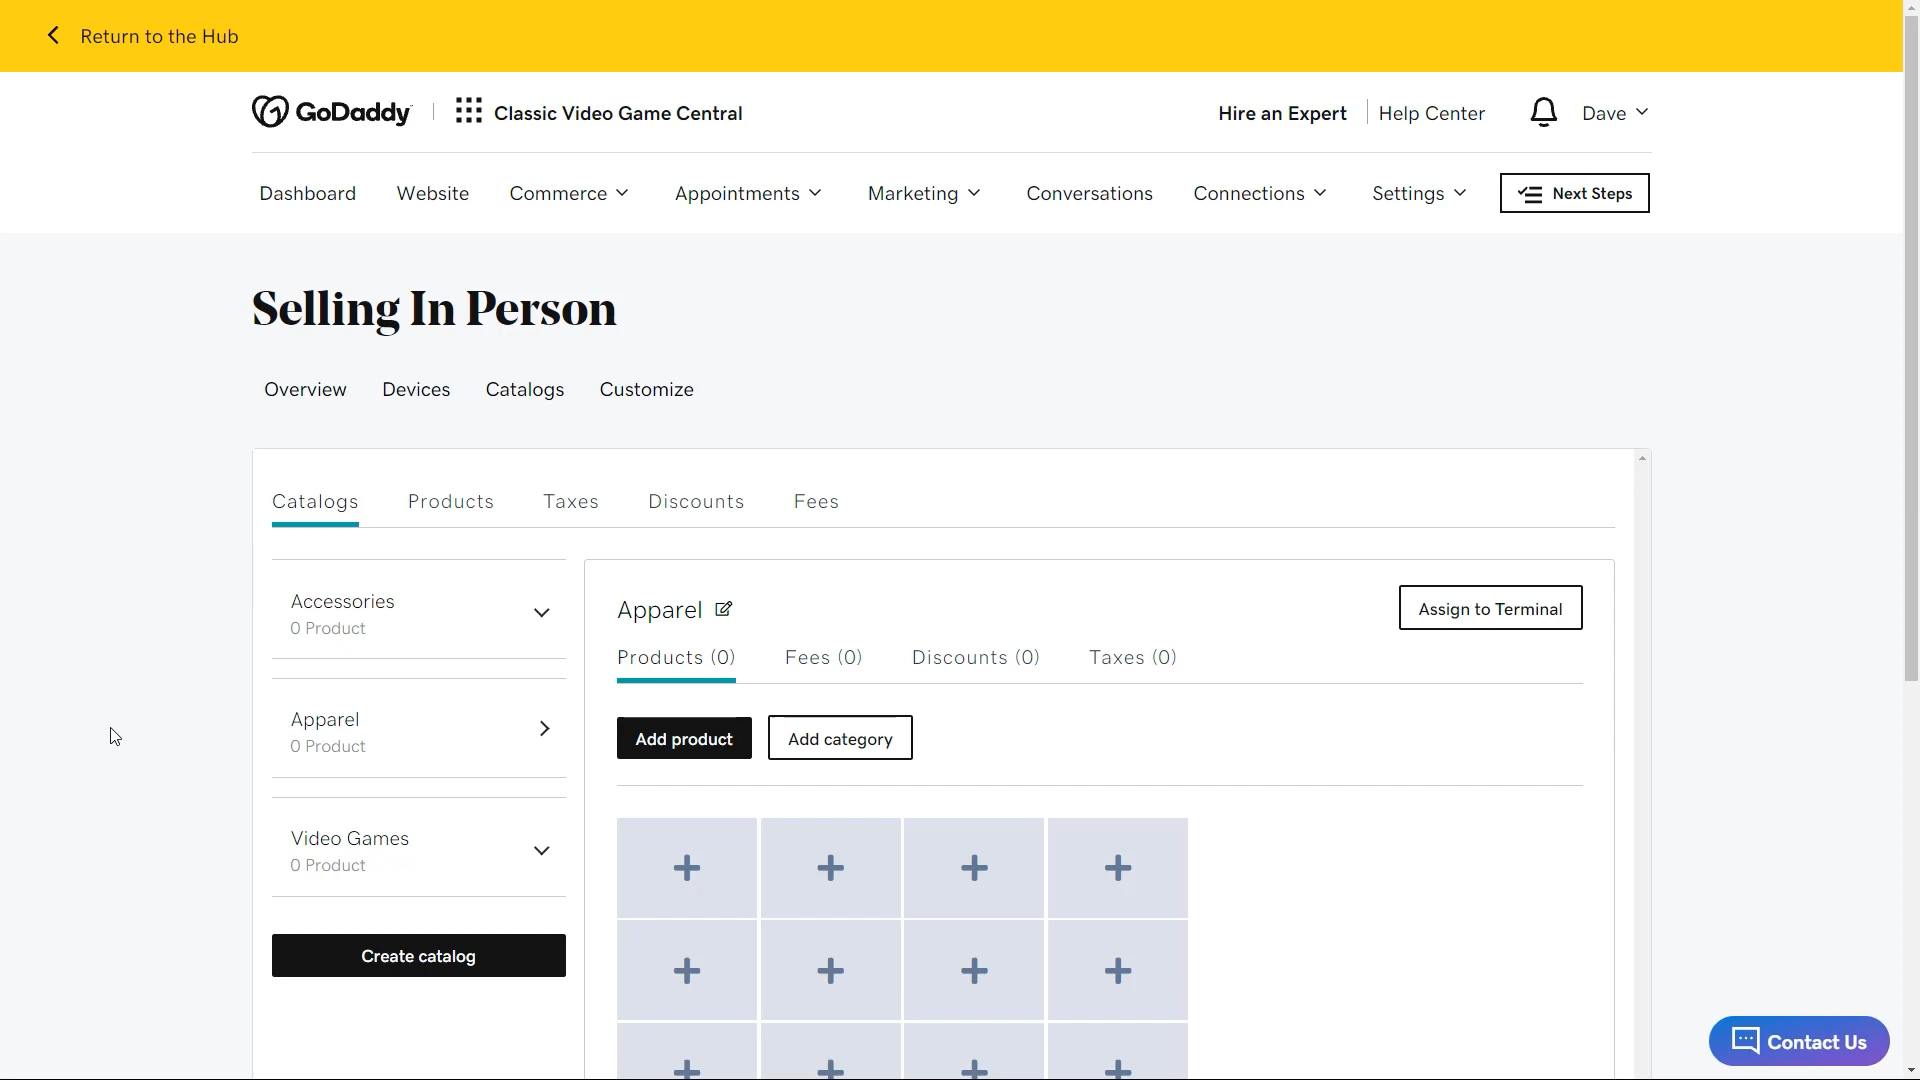 Return to the Hub
GoDaddy
Classic Video Game Central
Hire an Expert
Help Center
Dave
Dashboard
Website
Commerce
Appointments
Marketing
Conversations
Connections
Settings
Next Steps
Selling In Person
Overview
Devices
Catalogs
Customize
Catalogs
Products
Taxes
Discounts
Fees
Accessories
0 Product
Apparel
0 Product
Video Games
0 Product
Create catalog
Apparel
Assign to Terminal
Products (0)
Fees (0)
Discounts (0)
Taxes (0)
Add product
Add category
Contact Us